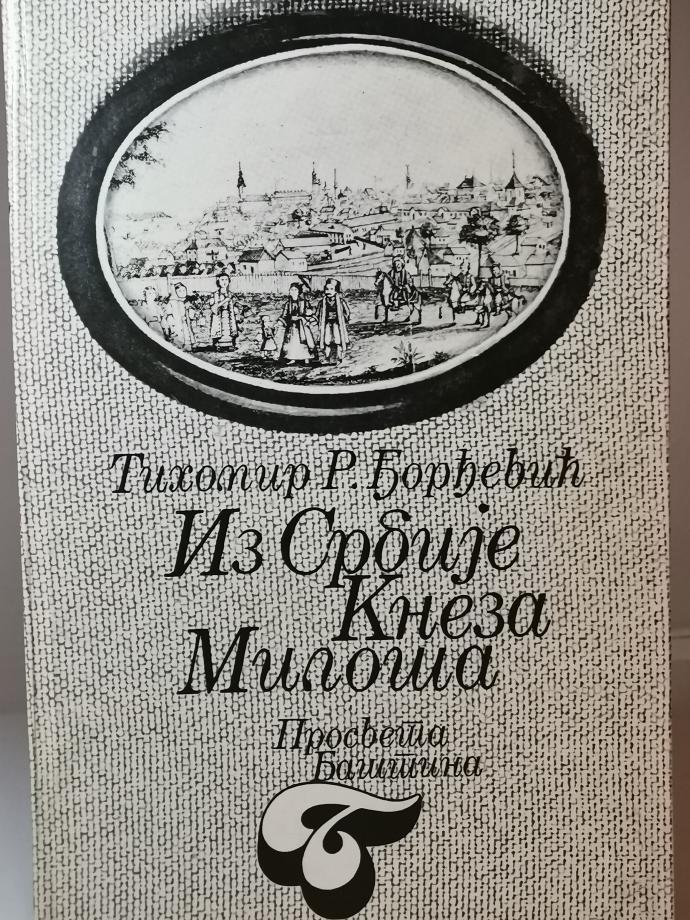 Тихомир Р. Ђорђевић
Из Србије
Кнеза
Милоша
Просвета
Баштина
Б